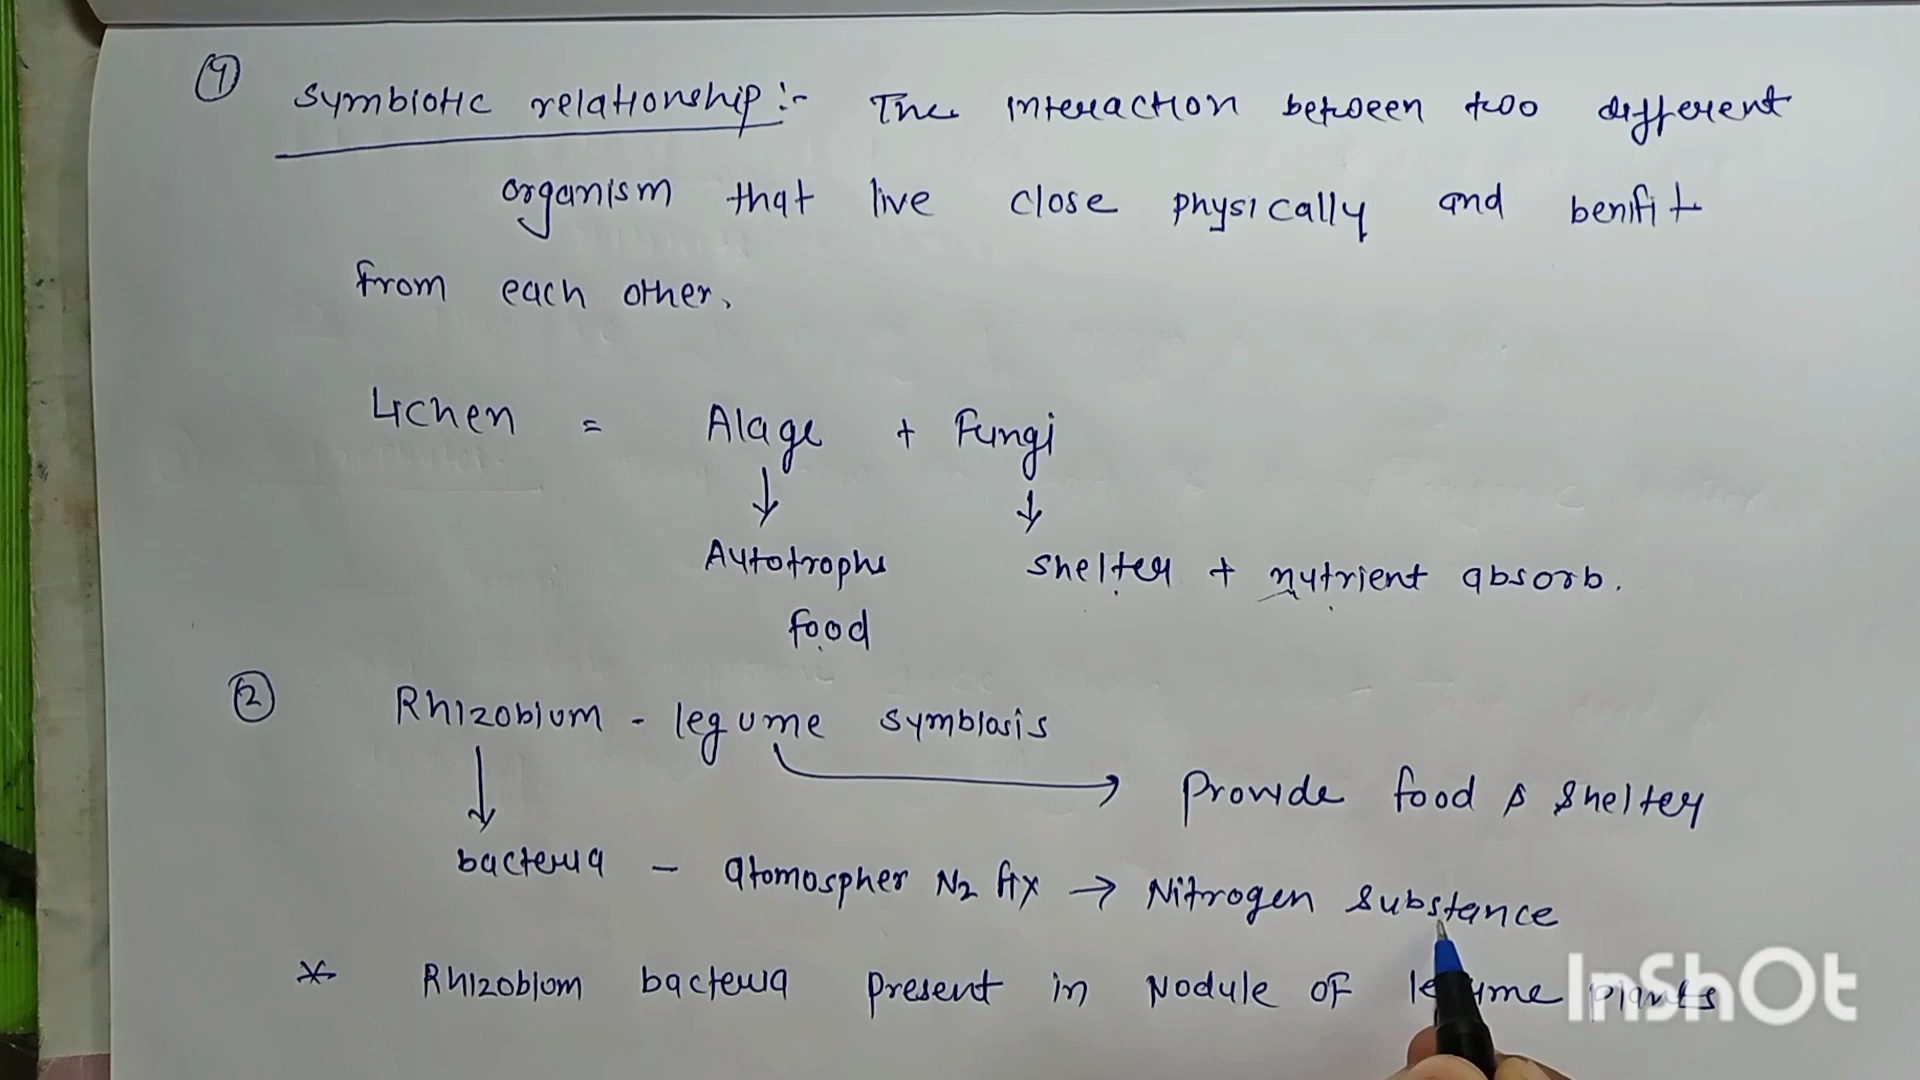 ① Symbiotic relationship :- The interaction between two different
organism that live close physically and benifit
from each other.
Lichen = Alage + Fungi
Autotrophs shelter + nutrient absorb.
food
② Rhizobium - legume symbiosis
Provide food & shelter
bacteria - atomospher N2 fix → Nitrogen substance
* Rhizobium bacteria present in Nodule of legume plants
InShOt